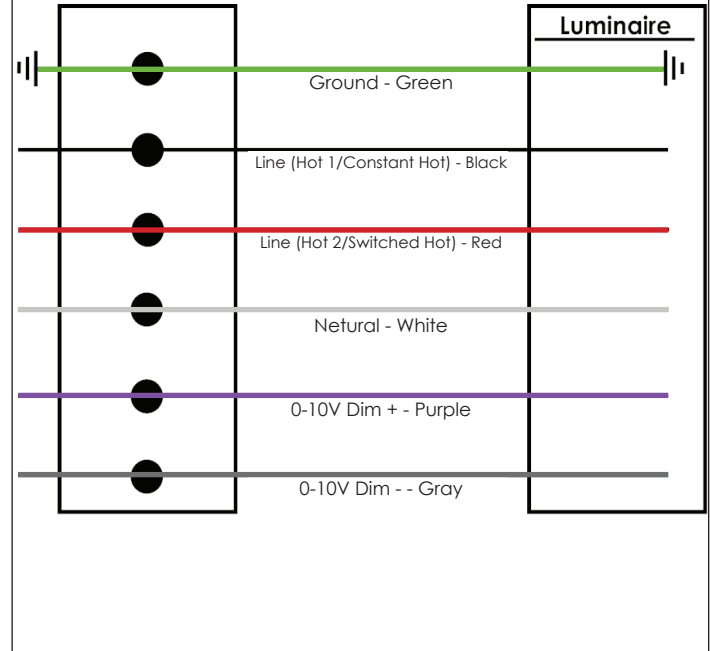 Luminaire
Ground - Green
Line (Hot 1/Constant Hot) - Black
Line (Hot 2/Switched Hot) - Red
Netural - White
0-10V Dim + - Purple
0-10V Dim - - Gray